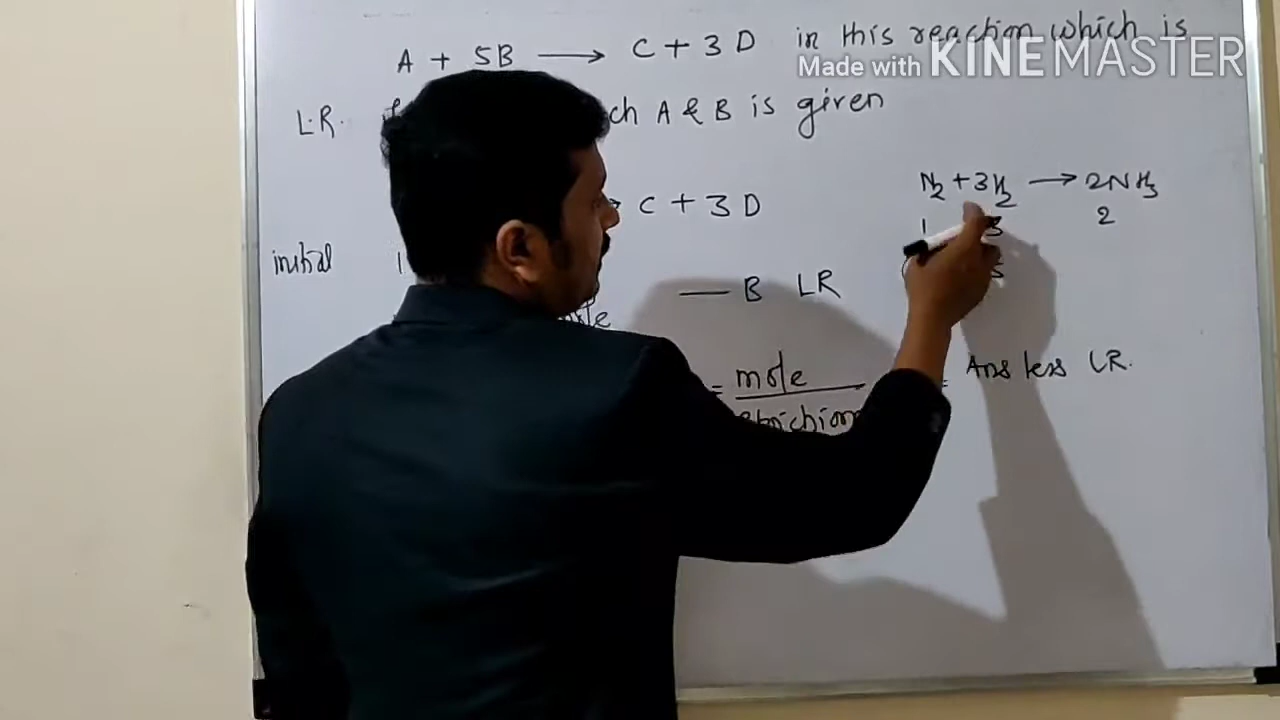 A + 5B ⟶ C + 3D in this reaction which is
Made with KINEMASTER
L.R. A & B is given
N₂ + 3H₂ ⟶ 2NH₃
C + 3D
1 3 2
initial 1
— B LR
= mole = Ans less LR.